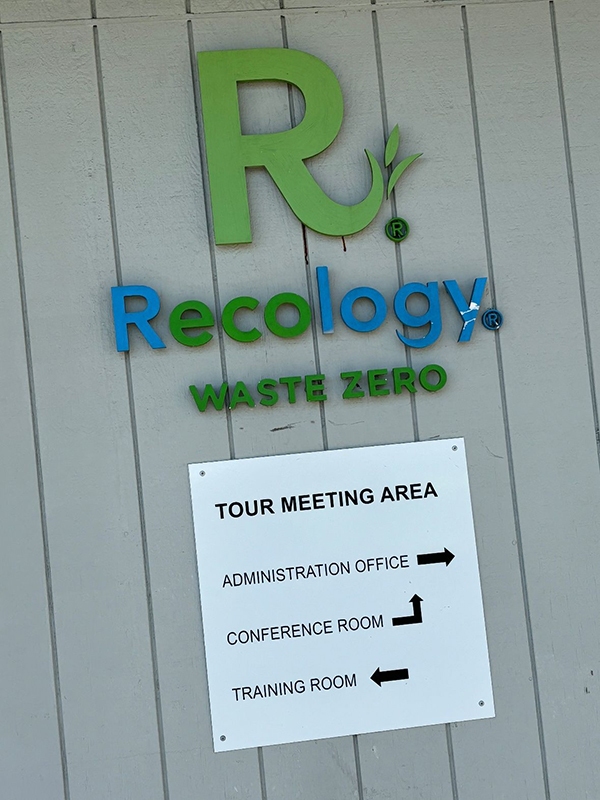 R®
Recology®
WASTE ZERO
TOUR MEETING AREA
ADMINISTRATION OFFICE
CONFERENCE ROOM
TRAINING ROOM